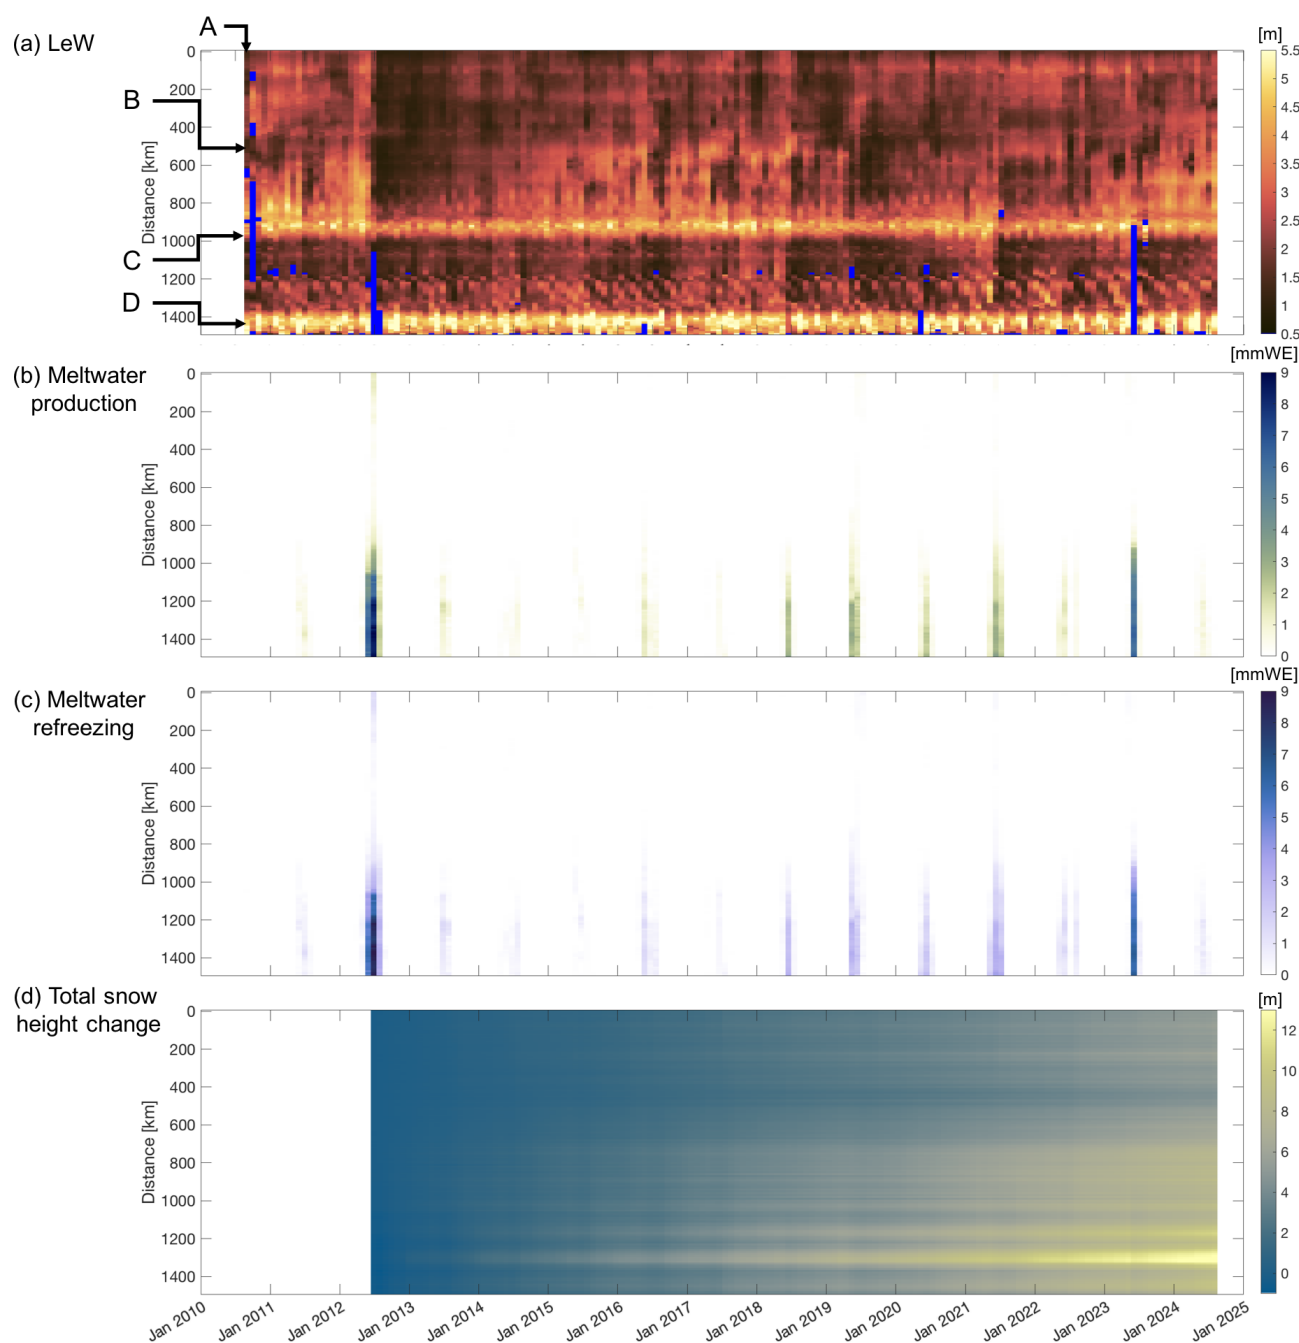 A
(a) LeW
[m]
B
C
D
Distance [km]
0
200
400
600
800
1000
1200
1400
5.5
5
4.5
4
3.5
3
2.5
2
1.5
1
0.5
(b) Meltwater
production
[mmWE]
Distance [km]
0
200
400
600
800
1000
1200
1400
9
8
7
6
5
4
3
2
1
0
(c) Meltwater
refreezing
[mmWE]
Distance [km]
0
200
400
600
800
1000
1200
1400
9
8
7
6
5
4
3
2
1
0
(d) Total snow
height change
[m]
Distance [km]
0
200
400
600
800
1000
1200
1400
12
10
8
6
4
2
0
Jan 2010
Jan 2011
Jan 2012
Jan 2013
Jan 2014
Jan 2015
Jan 2016
Jan 2017
Jan 2018
Jan 2019
Jan 2020
Jan 2021
Jan 2022
Jan 2023
Jan 2024
Jan 2025